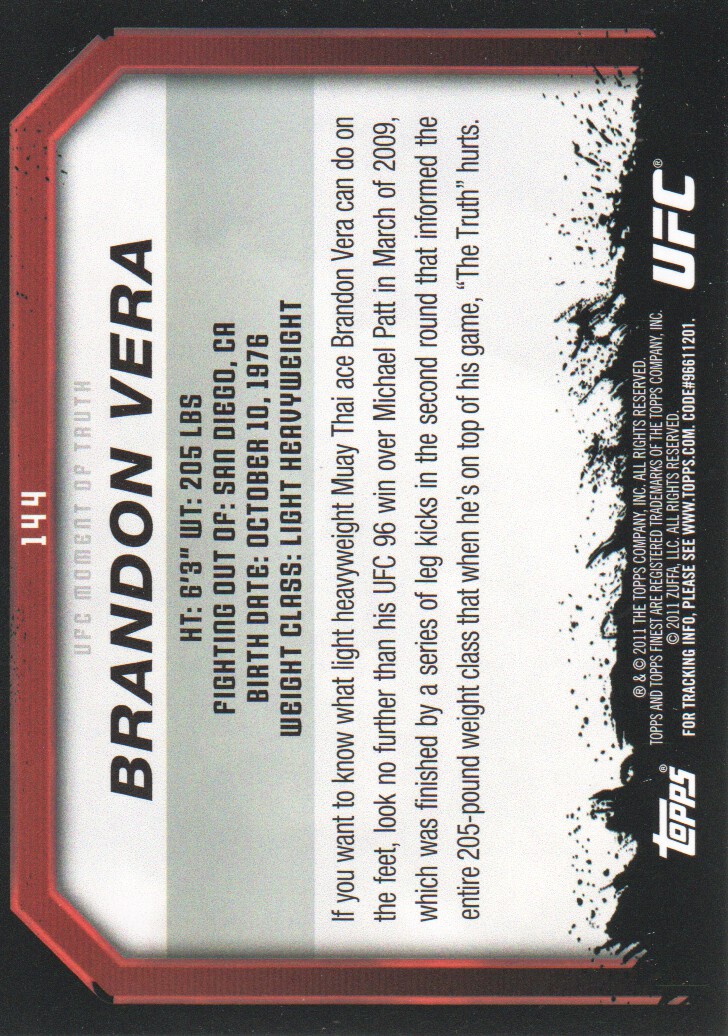 144
UFC MOMENT OF TRUTH
BRANDON VERA
HT: 6'3" WT: 205 LBS
FIGHTING OUT OF: SAN DIEGO, CA
BIRTH DATE: OCTOBER 10, 1976
WEIGHT CLASS: LIGHT HEAVYWEIGHT
If you want to know what light heavyweight Muay Thai ace Brandon Vera can do on
the feet, look no further than his UFC 96 win over Michael Patt in March of 2009,
which was finished by a series of leg kicks in the second round that informed the
entire 205-pound weight class that when he's on top of his game, “The Truth” hurts.
TOPPS®
® & © 2011 THE TOPPS COMPANY, INC. ALL RIGHTS RESERVED.
TOPPS AND TOPPS FINEST ARE REGISTERED TRADEMARKS OF THE TOPPS COMPANY, INC.
© 2011 ZUFFA, LLC. ALL RIGHTS RESERVED.
FOR TRACKING INFO, PLEASE SEE WWW.TOPPS.COM. CODE#96611201.
UFC®